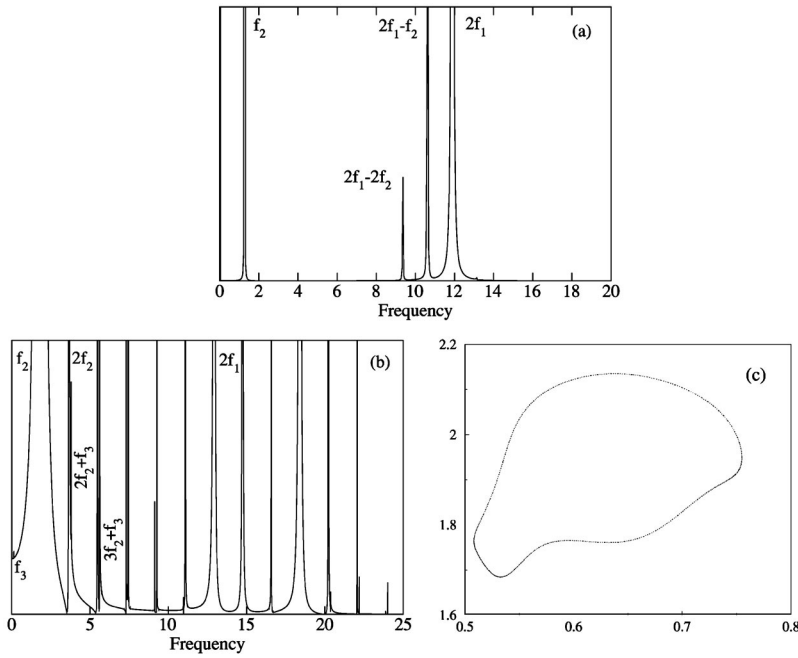 f₂ 2f₁-f₂ 2f₁ (a)
2f₁-2f₂
0 2 4 6 8 10 12 14 16 18 20
Frequency
f₂ 2f₂ 2f₁ (b)
2f₂+f₃
3f₂+f₃
f₃
0 5 10 15 20 25
Frequency
2.2
(c)
2
1.8
1.6
0.5 0.6 0.7 0.8